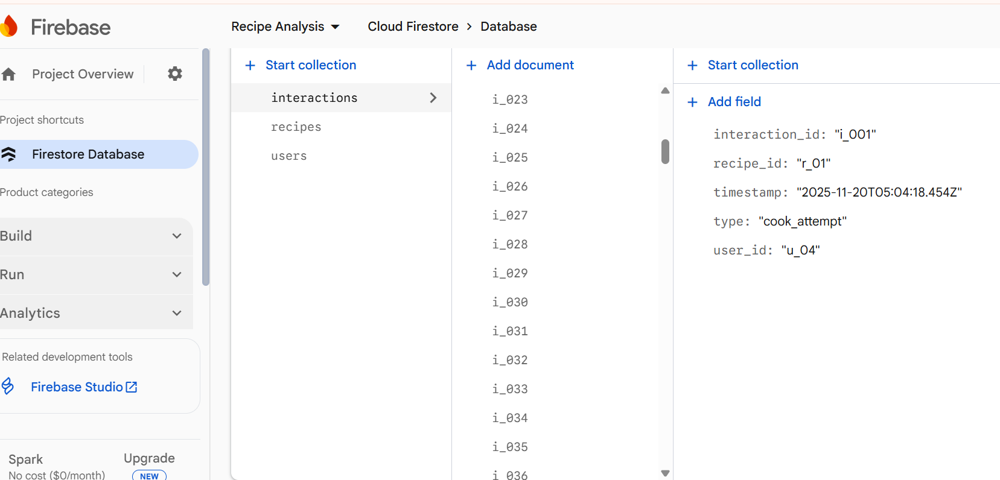 Firebase
Recipe Analysis
Cloud Firestore > Database
Project Overview
Project shortcuts
Firestore Database
Product categories
Build
Run
Analytics
Related development tools
Firebase Studio
Spark
No cost ($0/month)
Upgrade
NEW
+ Start collection
interactions
recipes
users
+ Add document
i_023
i_024
i_025
i_026
i_027
i_028
i_029
i_030
i_031
i_032
i_033
i_034
i_035
i_036
+ Start collection
+ Add field
interaction_id: "i_001"
recipe_id: "r_01"
timestamp: "2025-11-20T05:04:18.454Z"
type: "cook_attempt"
user_id: "u_04"